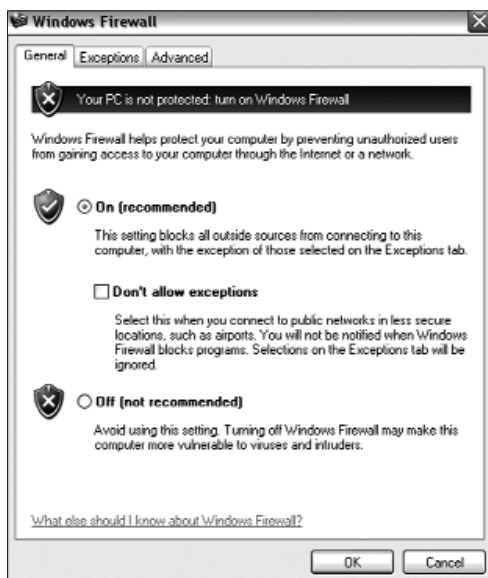 Windows Firewall
General Exceptions Advanced
Your PC is not protected: turn on Windows Firewall
Windows Firewall helps protect your computer by preventing unauthorized users
from gaining access to your computer through the Internet or a network.
On (recommended)
This setting blocks all outside sources from connecting to this
computer, with the exception of those selected on the Exceptions tab.
Don't allow exceptions
Select this when you connect to public networks in less secure
locations, such as airports. You will not be notified when Windows
Firewall blocks programs. Selections on the Exceptions tab will be
ignored.
Off (not recommended)
Avoid using this setting. Turning off Windows Firewall may make this
computer more vulnerable to viruses and intruders.
What else should I know about Windows Firewall?
OK Cancel